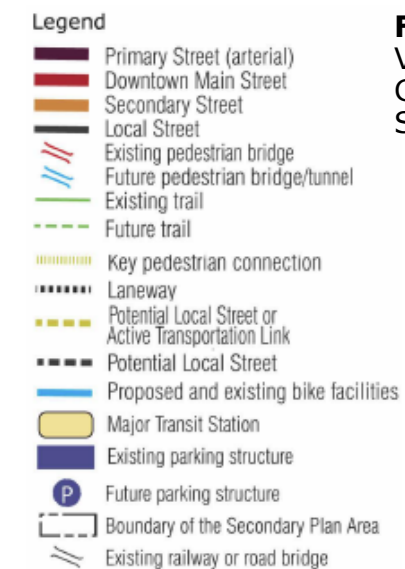 Legend
Primary Street (arterial)
Downtown Main Street
Secondary Street
Local Street
Existing pedestrian bridge
Future pedestrian bridge/tunnel
Existing trail
Future trail
Key pedestrian connection
Laneway
Potential Local Street or
Active Transportation Link
Potential Local Street
Proposed and existing bike facilities
Major Transit Station
Existing parking structure
P Future parking structure
Boundary of the Secondary Plan Area
Existing railway or road bridge
F
V
C
S